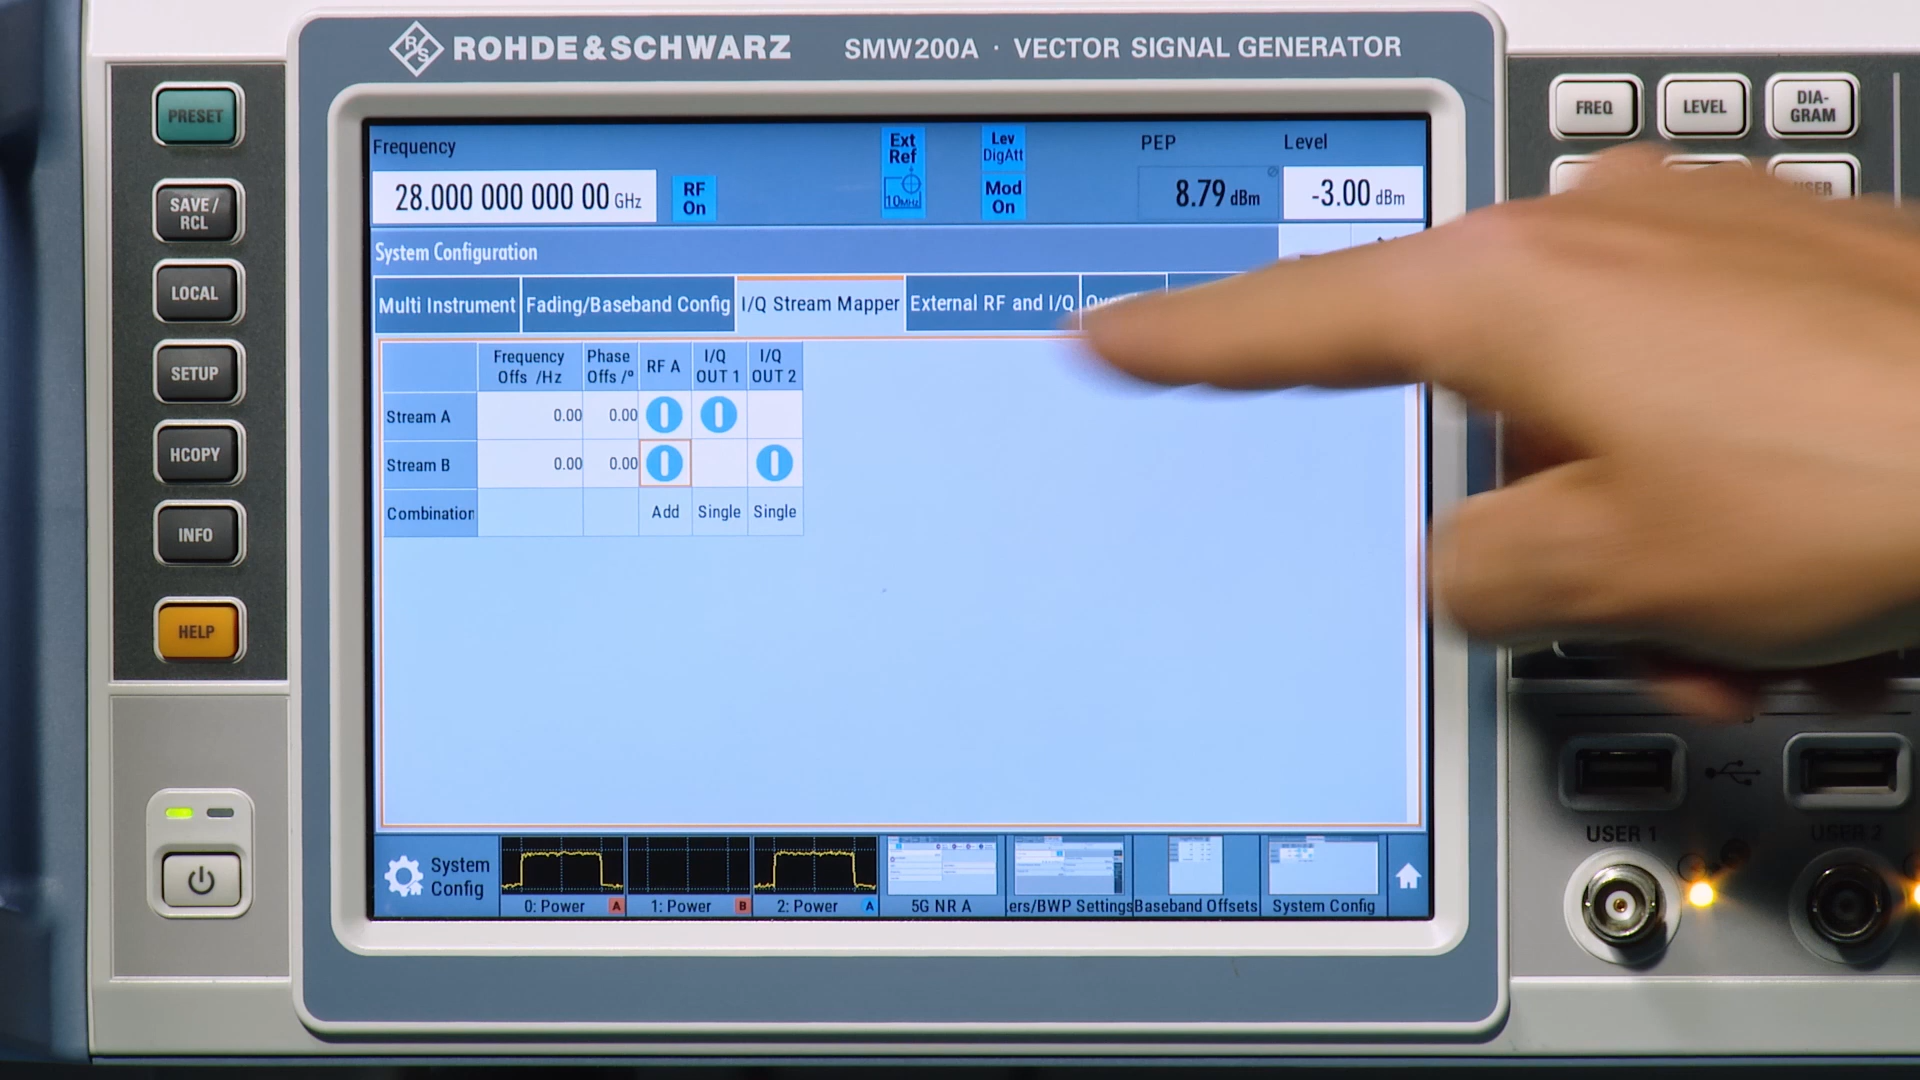 ROHDE & SCHWARZ SMW200A · VECTOR SIGNAL GENERATOR
PRESET
SAVE / RCL
LOCAL
SETUP
HCOPY
INFO
HELP
Frequency
28.000 000 000 00 GHz
RF On
Ext Ref
10MHz
Lev DigAtt
Mod On
PEP
8.79 dBm
Level
-3.00 dBm
System Configuration
Multi Instrument Fading/Baseband Config I/Q Stream Mapper External RF and I/Q
Frequency Offs /Hz Phase Offs /° RF A I/Q OUT 1 I/Q OUT 2
Stream A 0.00 0.00
Stream B 0.00 0.00
Combination Add Single Single
System Config
0: Power A 1: Power B 2: Power A 5G NR A ers/BWP Settings Baseband Offsets System Config
FREQ
LEVEL
DIA-
GRAM
USER
USER 1
USER 2